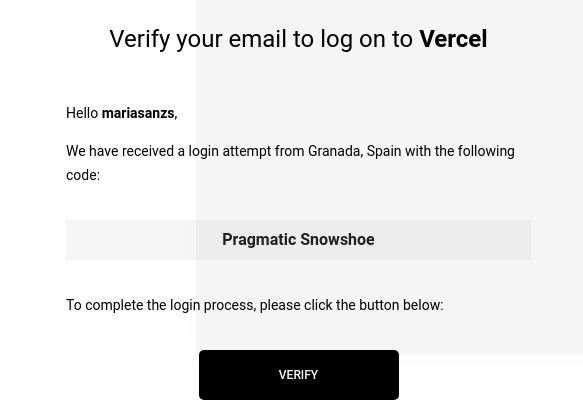 Verify your email to log on to Vercel
Hello mariasanzs,
We have received a login attempt from Granada, Spain with the following
code:
Pragmatic Snowshoe
To complete the login process, please click the button below:
VERIFY